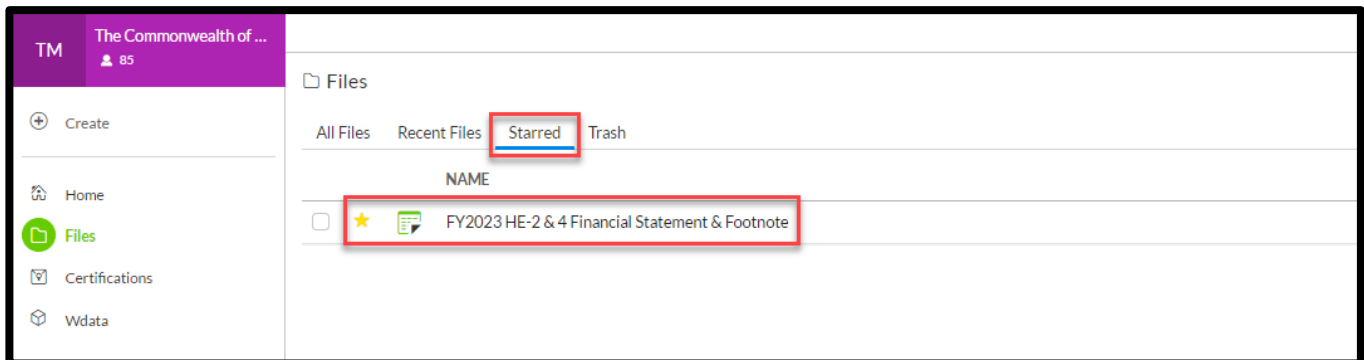 TM
The Commonwealth of ...
85
Create
Home
Files
Certifications
Wdata
Files
All Files Recent Files Starred Trash
NAME
FY2023 HE-2 & 4 Financial Statement & Footnote